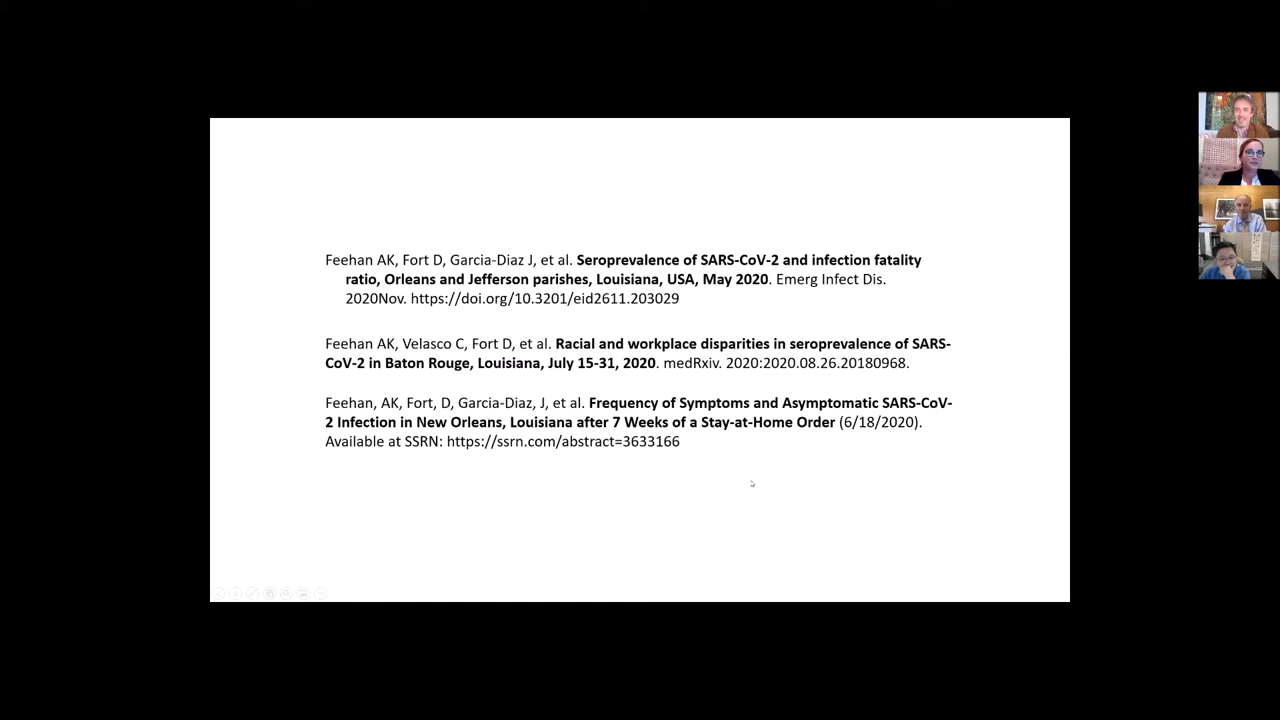 Feehan AK, Fort D, Garcia-Diaz J, et al. Seroprevalence of SARS-CoV-2 and infection fatality
ratio, Orleans and Jefferson parishes, Louisiana, USA, May 2020. Emerg Infect Dis.
2020Nov. https://doi.org/10.3201/eid2611.203029
Feehan AK, Velasco C, Fort D, et al. Racial and workplace disparities in seroprevalence of SARS-
CoV-2 in Baton Rouge, Louisiana, July 15-31, 2020. medRxiv. 2020:2020.08.26.20180968.
Feehan, AK, Fort, D, Garcia-Diaz, J, et al. Frequency of Symptoms and Asymptomatic SARS-CoV-
2 Infection in New Orleans, Louisiana after 7 Weeks of a Stay-at-Home Order (6/18/2020).
Available at SSRN: https://ssrn.com/abstract=3633166